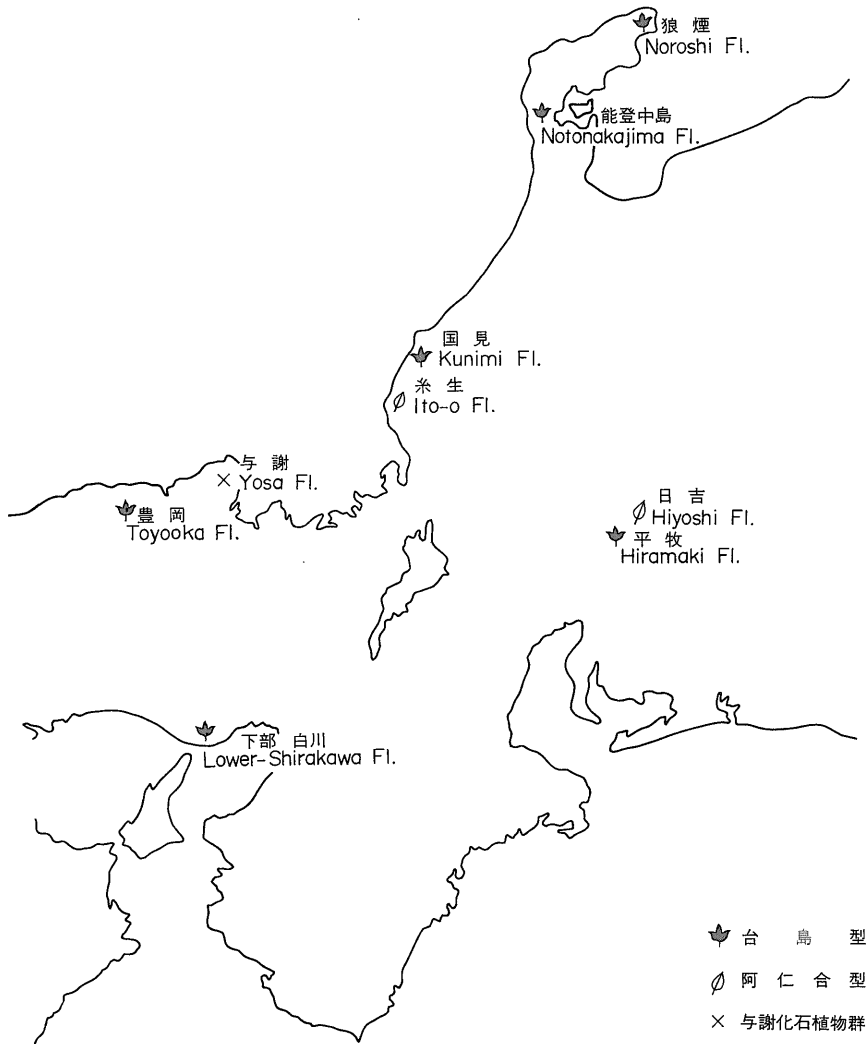 狼煙
Noroshi Fl.
能登中島
Notonakajima Fl.
国見
Kunimi Fl.
糸生
Ito-o Fl.
与謝
Yosa Fl.
豊岡
Toyooka Fl.
日吉
Hiyoshi Fl.
平牧
Hiramaki Fl.
下部 白川
Lower-Shirakawa Fl.
台島型
阿仁合型
与謝化石植物群